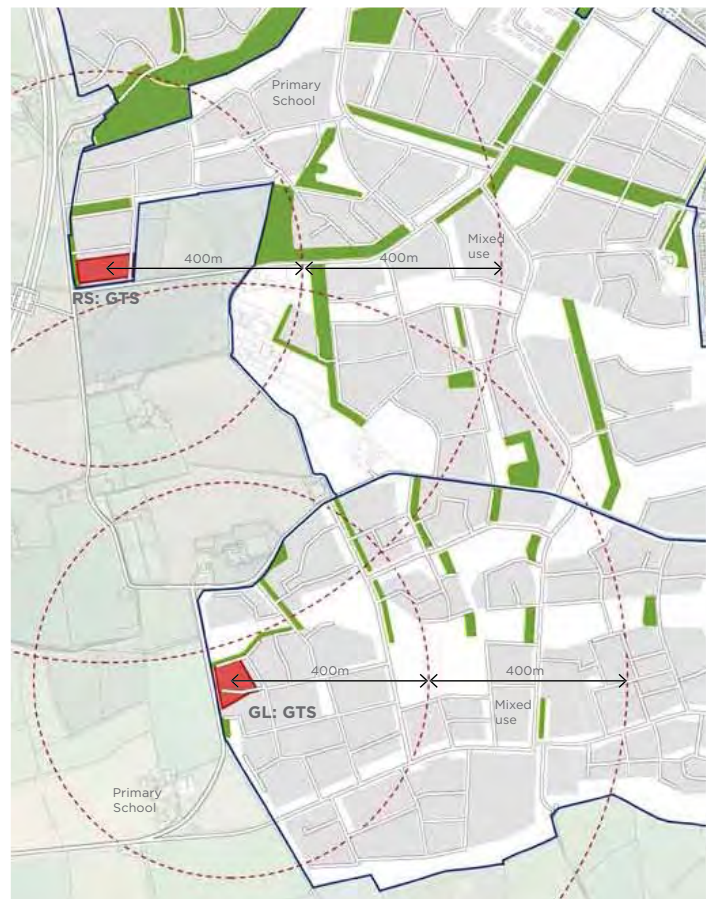 Primary
School
400m
400m
Mixed
use
RS: GTS
400m
400m
GL: GTS
Mixed
use
Primary
School